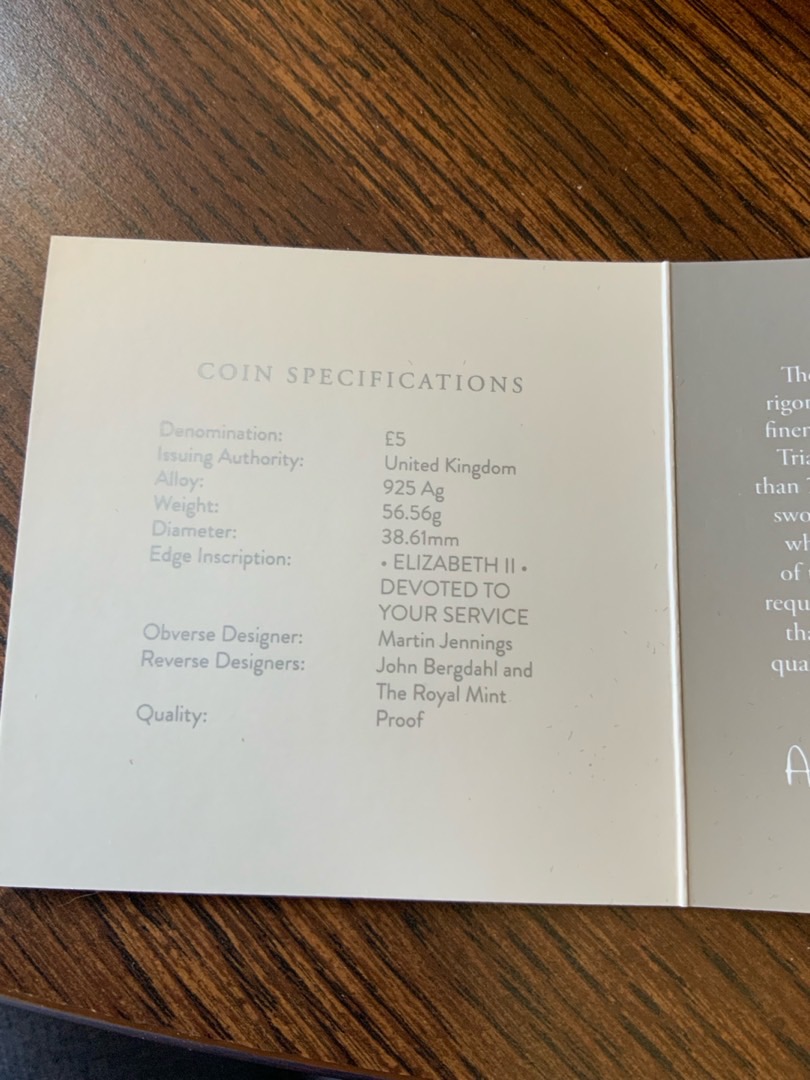 COIN SPECIFICATIONS
Denomination: £5
Issuing Authority: United Kingdom
Alloy: 925 Ag
Weight: 56.56g
Diameter: 38.61mm
Edge Inscription: • ELIZABETH II •
DEVOTED TO
YOUR SERVICE
Obverse Designer: Martin Jennings
Reverse Designers: John Bergdahl and
The Royal Mint
Quality: Proof
than
of